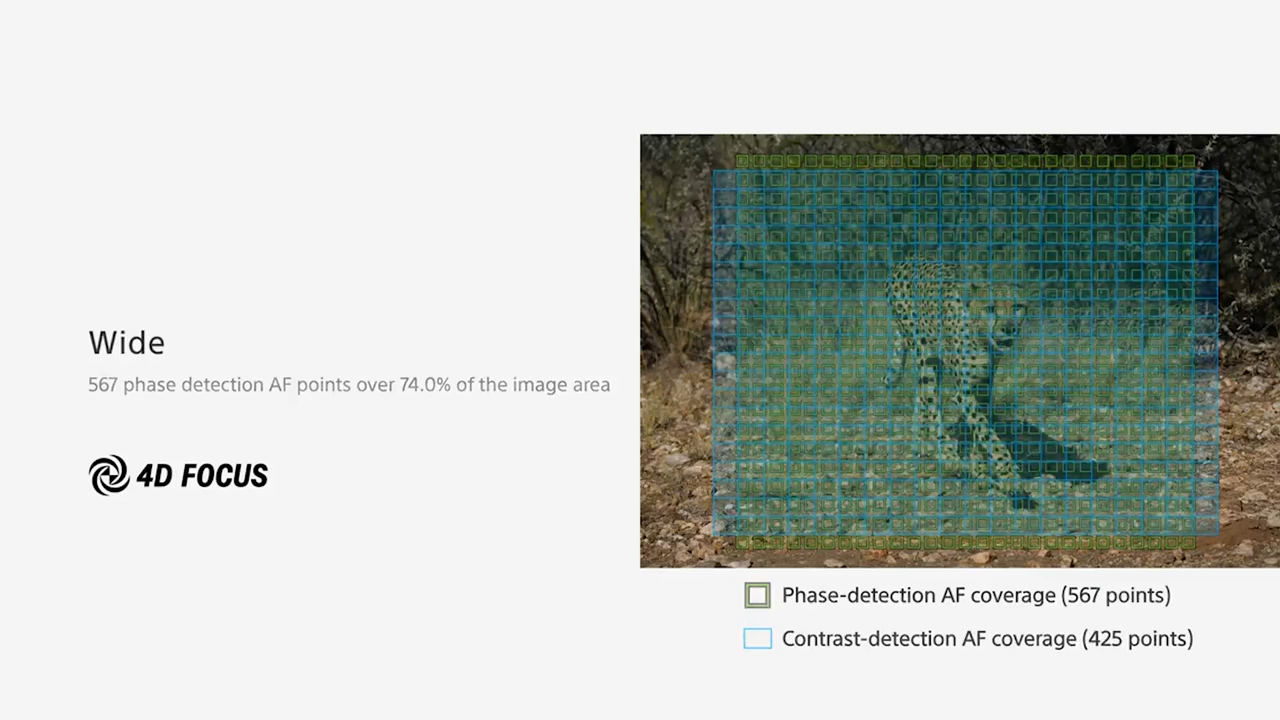 Wide
567 phase detection AF points over 74.0% of the image area
4D FOCUS
Phase-detection AF coverage (567 points)
Contrast-detection AF coverage (425 points)